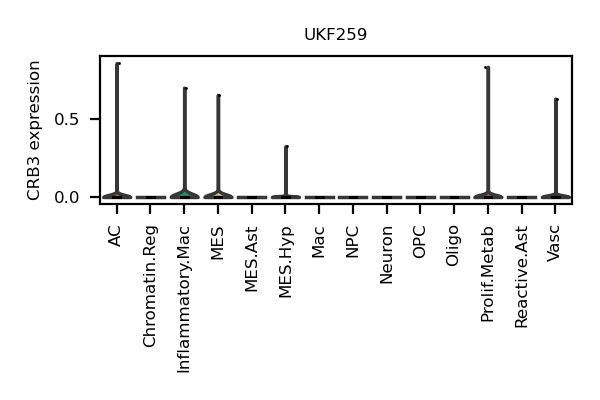 UKF259
CRB3 expression
0.5
0.0
AC
Chromatin.Reg
Inflammatory.Mac
MES
MES.Ast
MES.Hyp
Mac
NPC
Neuron
OPC
Oligo
Prolif.Metab
Reactive.Ast
Vasc